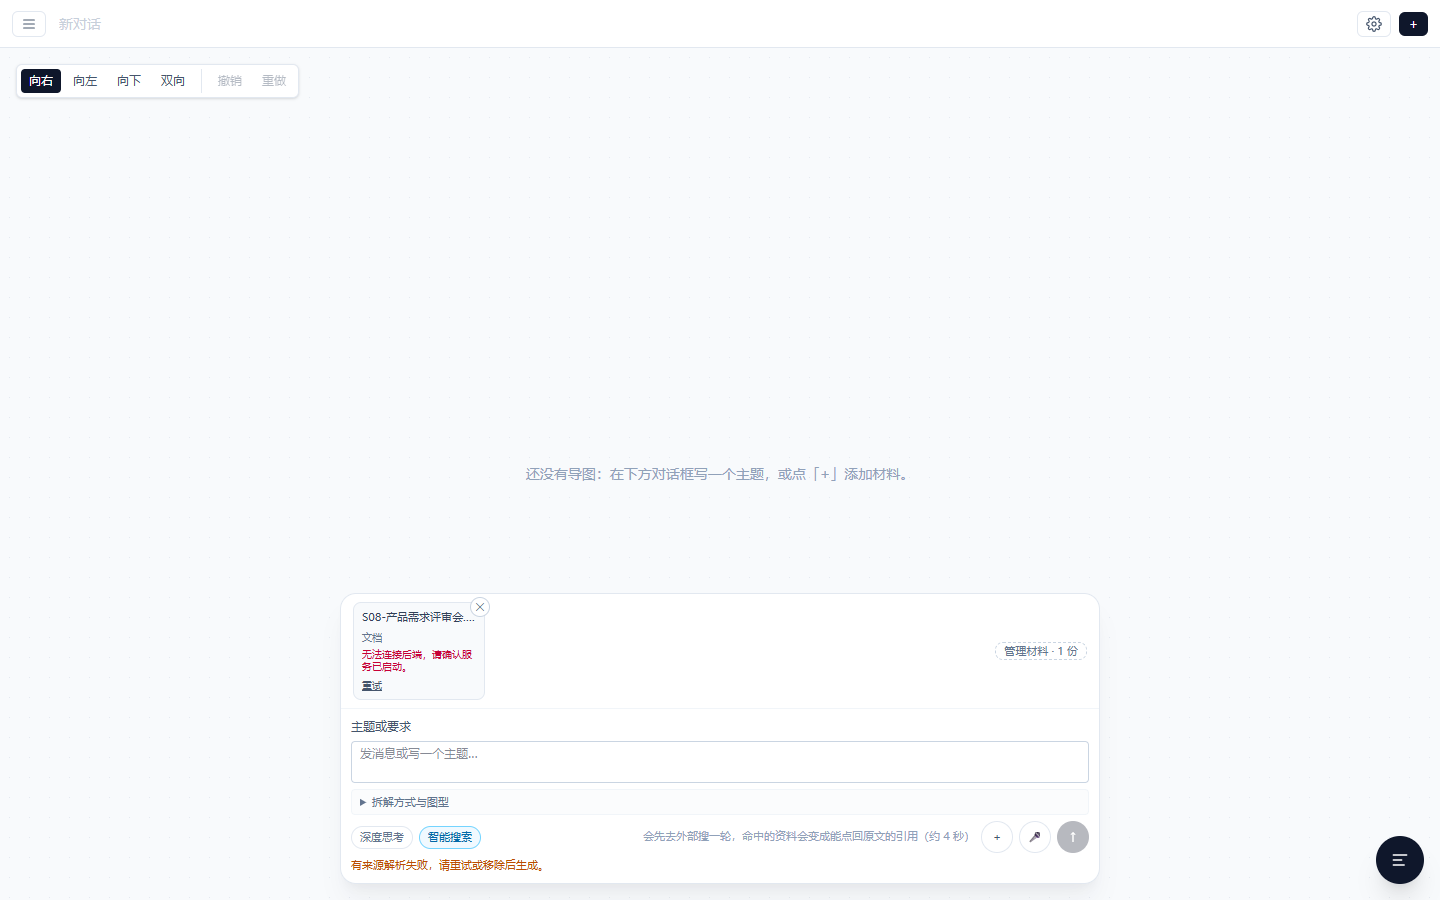 新对话
+
向右 向左 向下 双向 撤销 重做
还没有导图：在下方对话框写一个主题，或点「+」添加材料。
S08-产品需求评审会....
文档
无法连接后端，请确认服
务已启动。
重试
管理材料 · 1 份
主题或要求
发消息或写一个主题...
▶ 拆解方式与图型
深度思考 智能搜索 会先去外部搜一轮，命中的资料会变成能点回原文的引用（约 4 秒） + ↑
有来源解析失败，请重试或移除后生成。